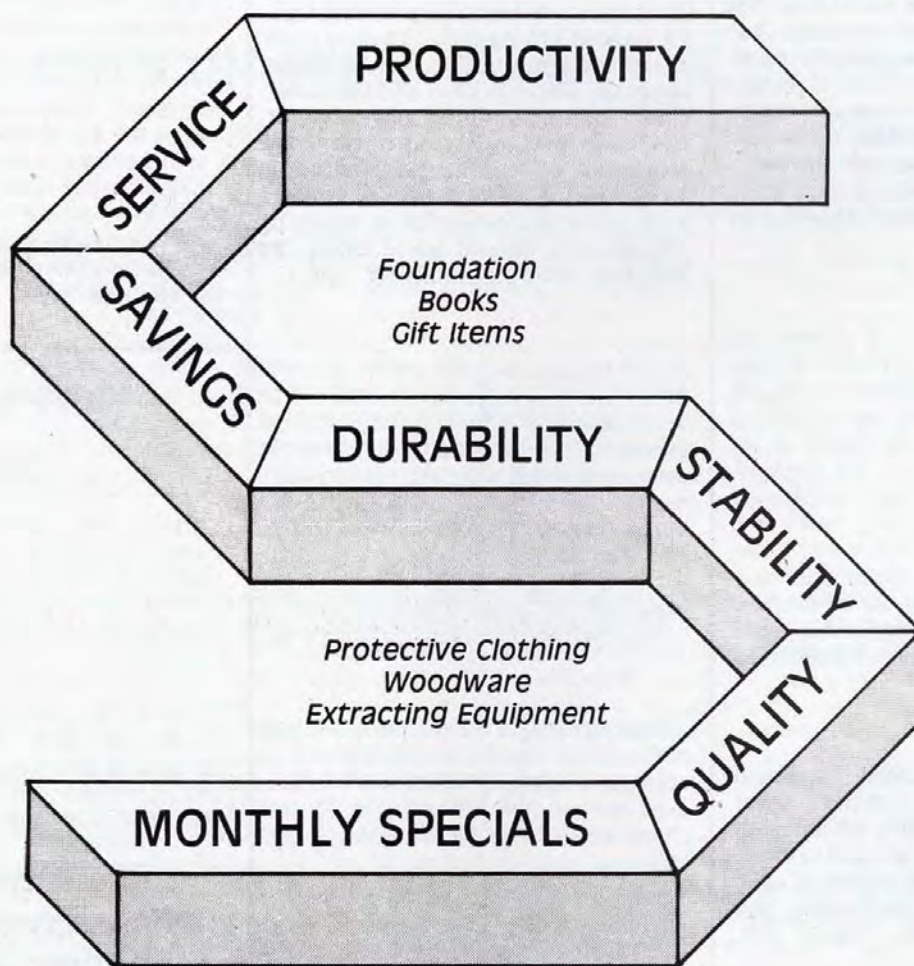 PRODUCTIVITY
SERVICE
SAVINGS
Foundation
Books
Gift Items
DURABILITY
STABILITY
Protective Clothing
Woodware
Extracting Equipment
QUALITY
MONTHLY SPECIALS